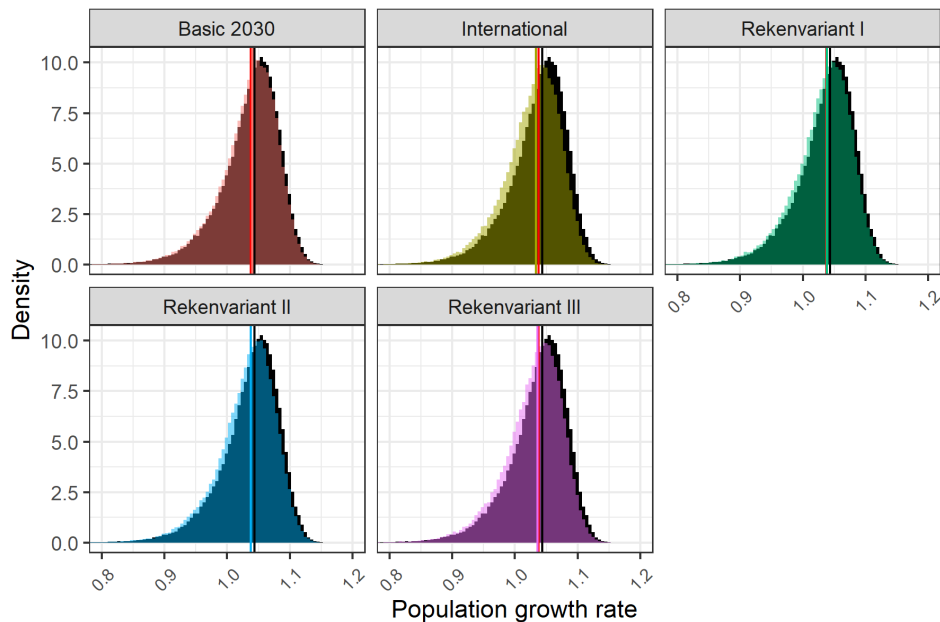 Basic 2030
International
Rekenvariant I
10.0
7.5
5.0
2.5
0.0
0.8 0.9 1.0 1.1 1.2
Density
Rekenvariant II
Rekenvariant III
10.0
7.5
5.0
2.5
0.0
0.8 0.9 1.0 1.1 1.2
0.8 0.9 1.0 1.1 1.2
Population growth rate